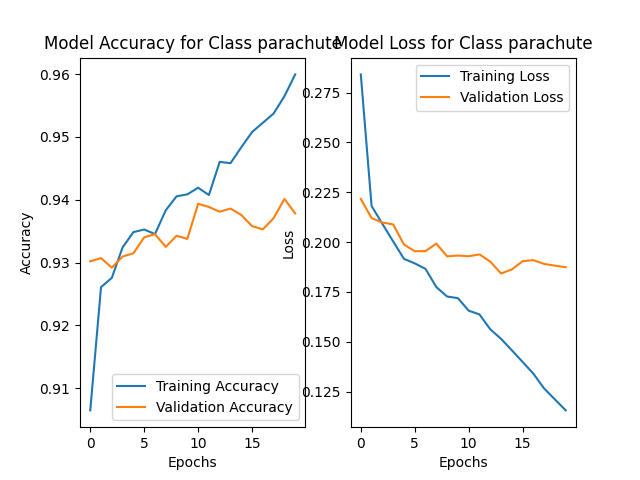 Model Accuracy for Class parachute
0.96
0.95
0.94
0.93
0.92
0.91
Accuracy
Training Accuracy
Validation Accuracy
0
5
10
15
Epochs
Model Loss for Class parachute
Training Loss
Validation Loss
0.275
0.250
0.225
0.200
0.175
0.150
0.125
Loss
0
5
10
15
Epochs